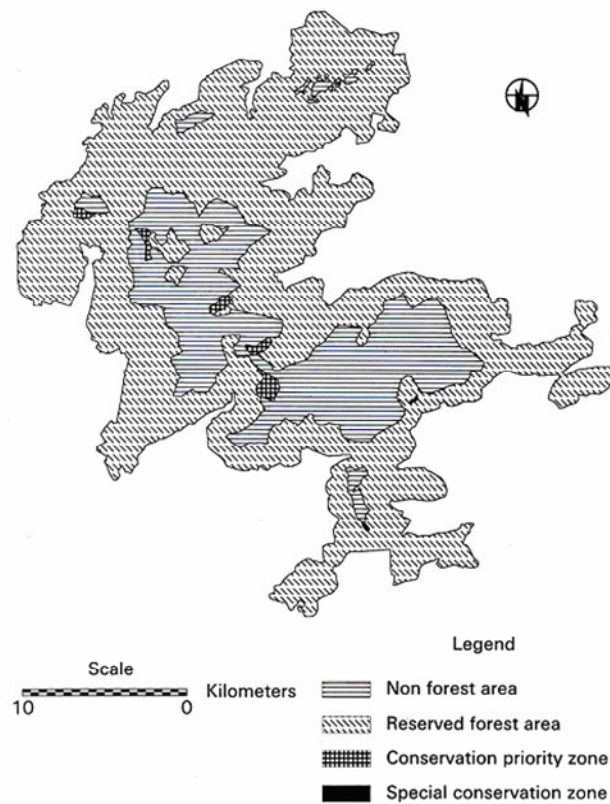 N
Legend
Scale
Kilometers
10 0
Non forest area
Reserved forest area
Conservation priority zone
Special conservation zone